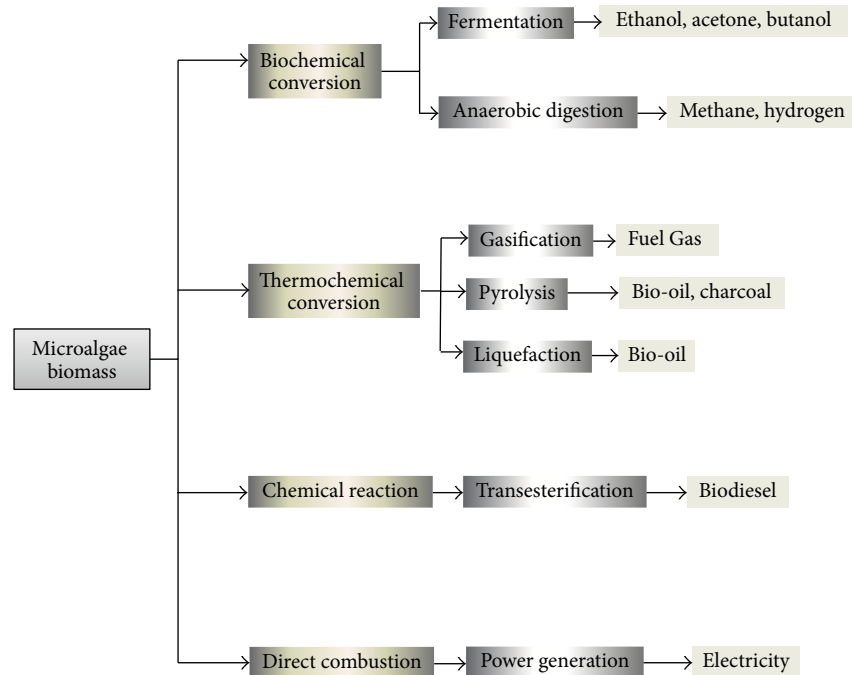 Microalgae
biomass
Biochemical
conversion
Fermentation
Ethanol, acetone, butanol
Anaerobic digestion
Methane, hydrogen
Thermochemical
conversion
Gasification
Fuel Gas
Pyrolysis
Bio-oil, charcoal
Liquefaction
Bio-oil
Chemical reaction
Transesterification
Biodiesel
Direct combustion
Power generation
Electricity